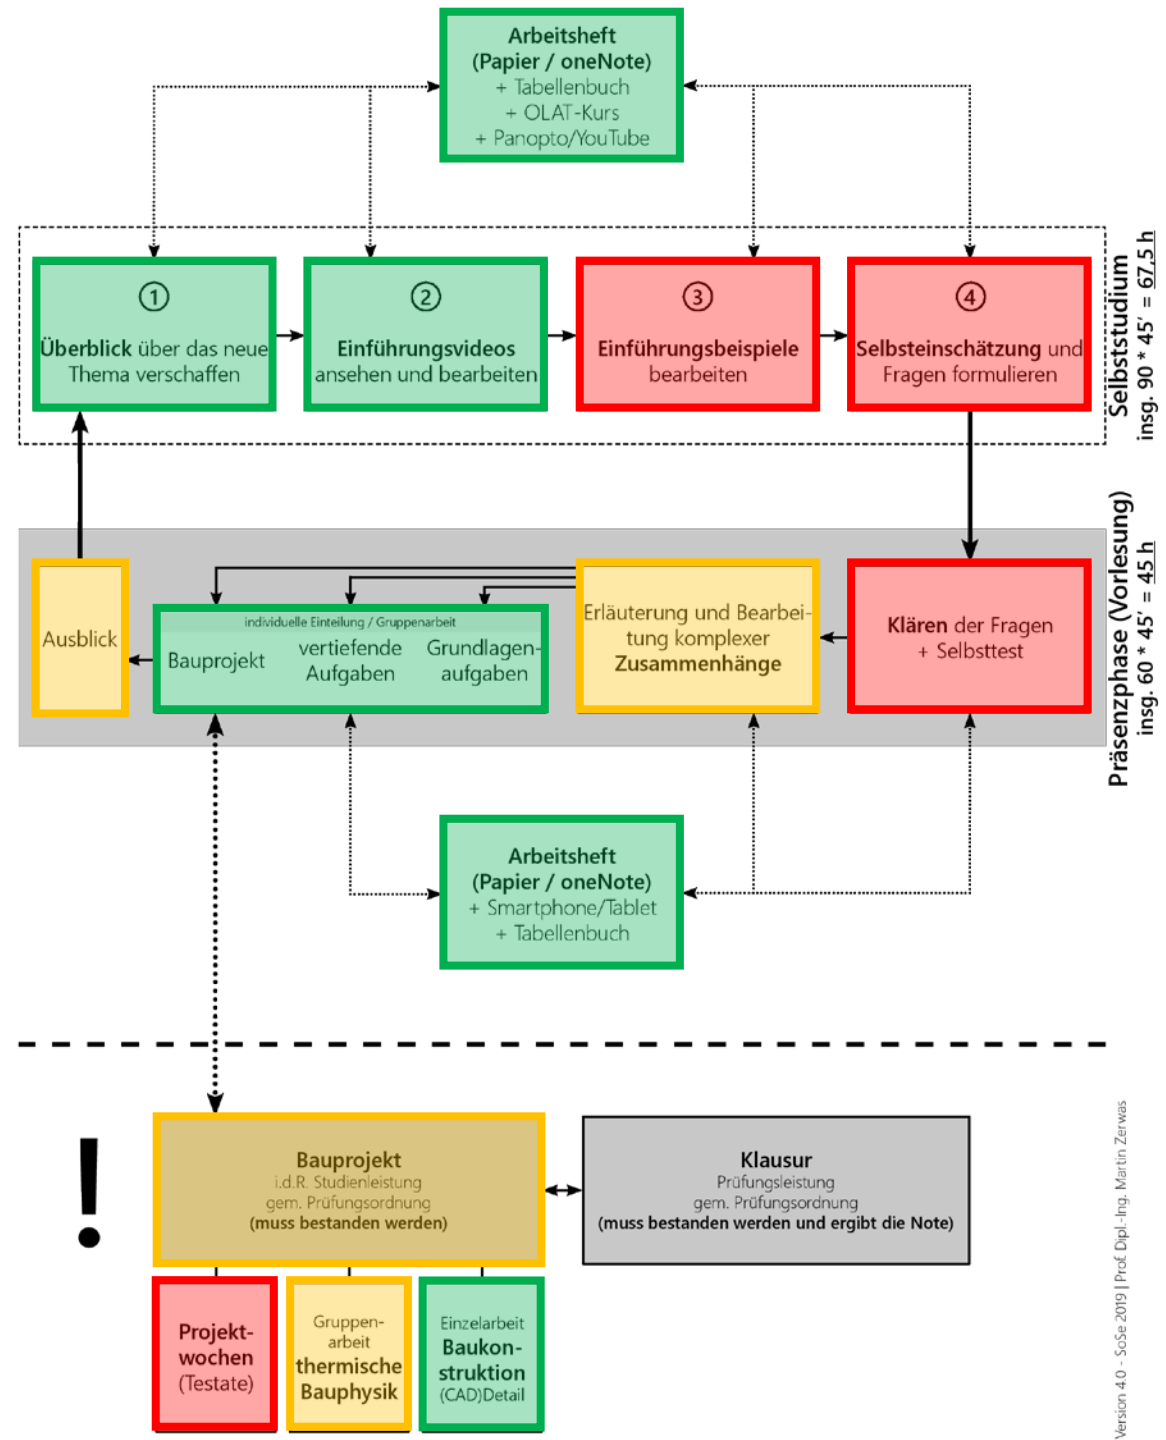 Arbeitsheft
(Papier / oneNote)
+ Tabellenbuch
+ OLAT-Kurs
+ Panopto/YouTube
1
Überblick über das neue
Thema verschaffen
2
Einführungsvideos
ansehen und bearbeiten
3
Einführungsbeispiele
bearbeiten
4
Selbsteinschätzung und
Fragen formulieren
Selbststudium
insg. 90 * 45' = 67,5 h
Ausblick
individuelle Einteilung / Gruppenarbeit
Bauprojekt
vertiefende
Aufgaben
Grundlagen-
aufgaben
Erläuterung und Bearbei-
tung komplexer
Zusammenhänge
Klären der Fragen
+ Selbsttest
Präsenzphase (Vorlesung)
insg. 60 * 45' = 45 h
Arbeitsheft
(Papier / oneNote)
+ Smartphone/Tablet
+ Tabellenbuch
!
Bauprojekt
i.d.R. Studienleistung
gem. Prüfungsordnung
(muss bestanden werden)
Klausur
Prüfungsleistung
gem. Prüfungsordnung
(muss bestanden werden und ergibt die Note)
Projekt-
wochen
(Testate)
Gruppen-
arbeit
thermische
Bauphysik
Einzelarbeit
Baukon-
struktion
(CAD)Detail
Version 4.0 - SoSe 2019 | Prof. Dipl.-Ing. Martin Zerwas